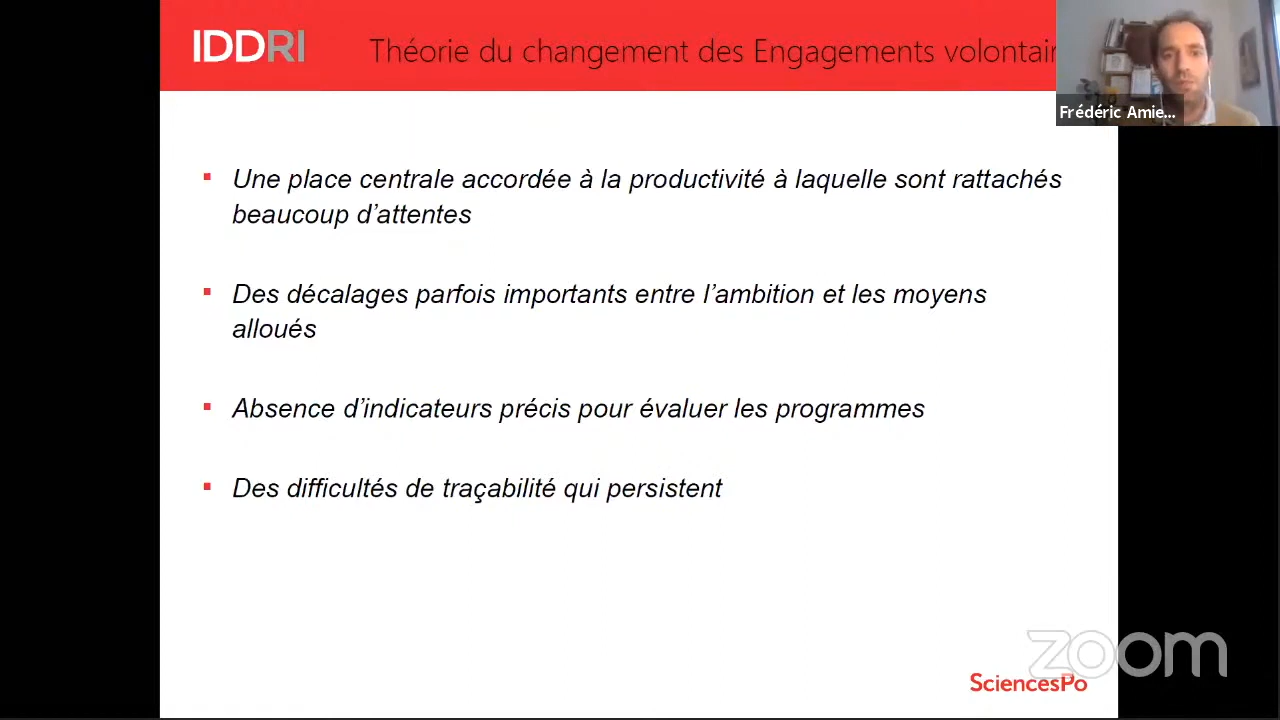 IDDRI
Théorie du changement des Engagements volontair
Frédéric Amie...
Une place centrale accordée à la productivité à laquelle sont rattachés
beaucoup d’attentes
Des décalages parfois importants entre l’ambition et les moyens
alloués
Absence d’indicateurs précis pour évaluer les programmes
Des difficultés de traçabilité qui persistent
zoom
SciencesPo